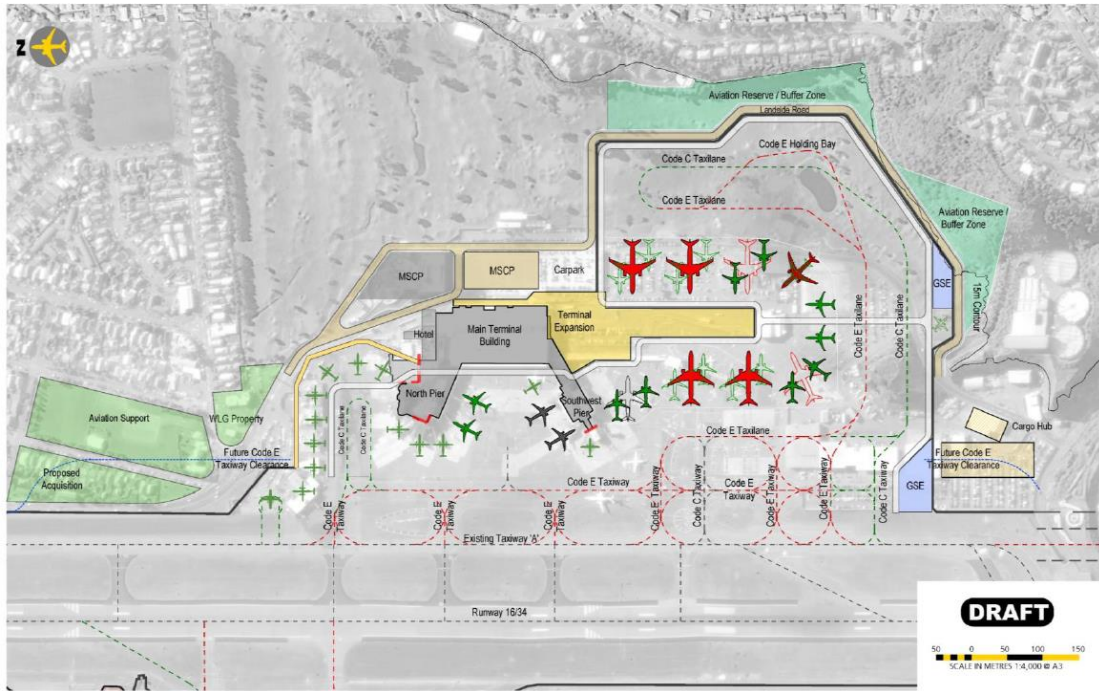 Z
Aviation Reserve / Buffer Zone
Landside Road
Code E Holding Bay
Code C Taxilane
Code E Taxilane
Aviation Reserve /
Buffer Zone
GSE
15m Contour
MSCP
MSCP
Carpark
Hotel
Main Terminal
Building
Terminal
Expansion
Code E Taxilane
Code C Taxilane
North Pier
Southwest
Pier
Aviation Support
WLG Property
Code C Taxilane
Code C Taxilane
Cargo Hub
Code E Taxilane
Proposed
Acquisition
Future Code E
Taxiway Clearance
Future Code E
Taxiway Clearance
GSE
Code E Taxiway
Code E
Taxiway
Code E
Taxiway
Code E
Taxiway
Code E
Taxiway
Code C
Taxiway
Code E
Taxiway
Code E
Taxiway
Code E
Taxiway
Code C Taxiway
Existing Taxiway 'A'
Runway 16/34
DRAFT
50 0 50 100 150
SCALE IN METRES 1:4,000 @ A3